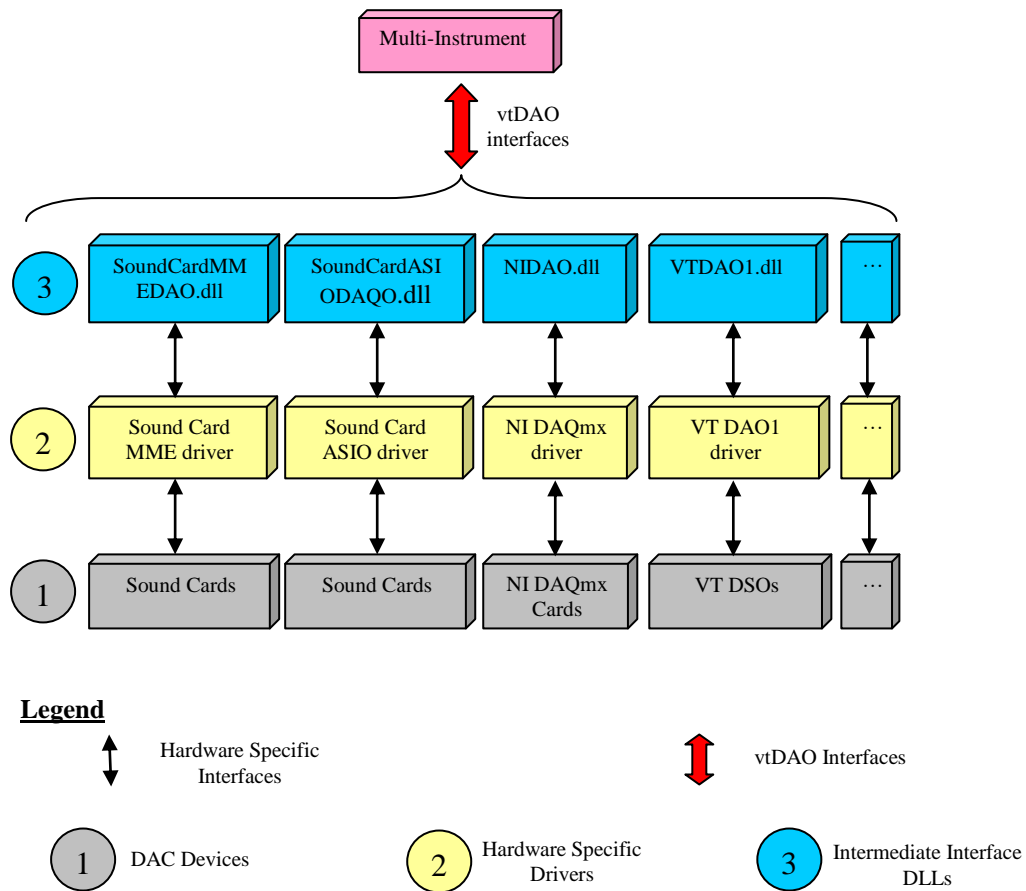 Multi-Instrument
vtDAO
interfaces
3
SoundCardMM
EDAO.dll
SoundCardASI
ODAQO.dll
NIDAO.dll
VTDAO1.dll
…
2
Sound Card
MME driver
Sound Card
ASIO driver
NI DAQmx
driver
VT DAO1
driver
…
1
Sound Cards
Sound Cards
NI DAQmx
Cards
VT DSOs
…
Legend
Hardware Specific
Interfaces
vtDAO Interfaces
1
DAC Devices
2
Hardware Specific
Drivers
3
Intermediate Interface
DLLs